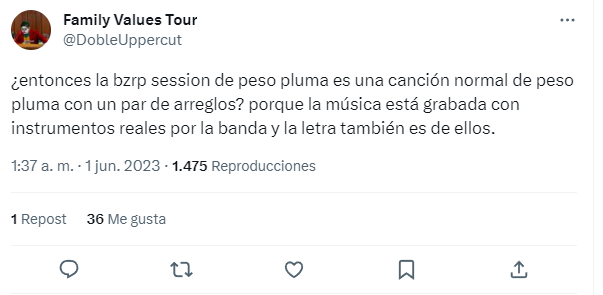 Family Values Tour
@DobleUppercut
¿entonces la bzrp session de peso pluma es una canción normal de peso
pluma con un par de arreglos? porque la música está grabada con
instrumentos reales por la banda y la letra también es de ellos.
1:37 a. m. · 1 jun. 2023 · 1.475 Reproducciones
1 Repost 36 Me gusta